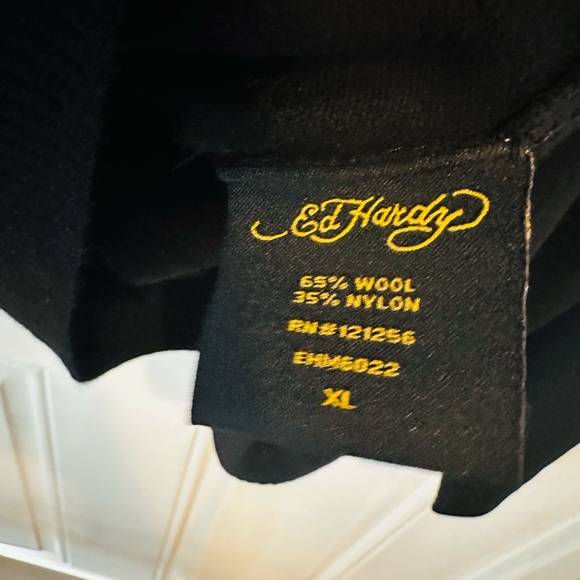 Ed Hardy
65% WOOL
35% NYLON
RN#121256
EHM6022
XL